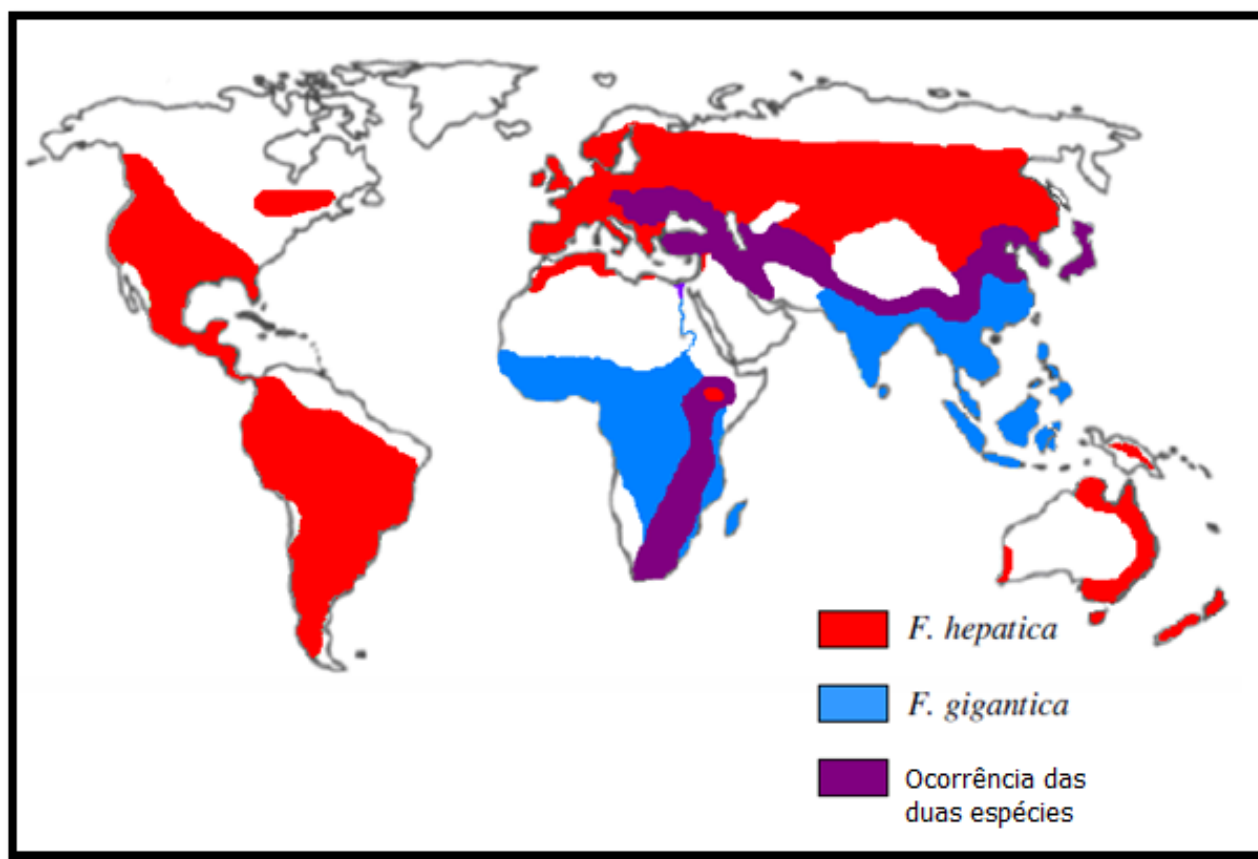 F. hepatica
F. gigantica
Ocorrência das
duas espécies